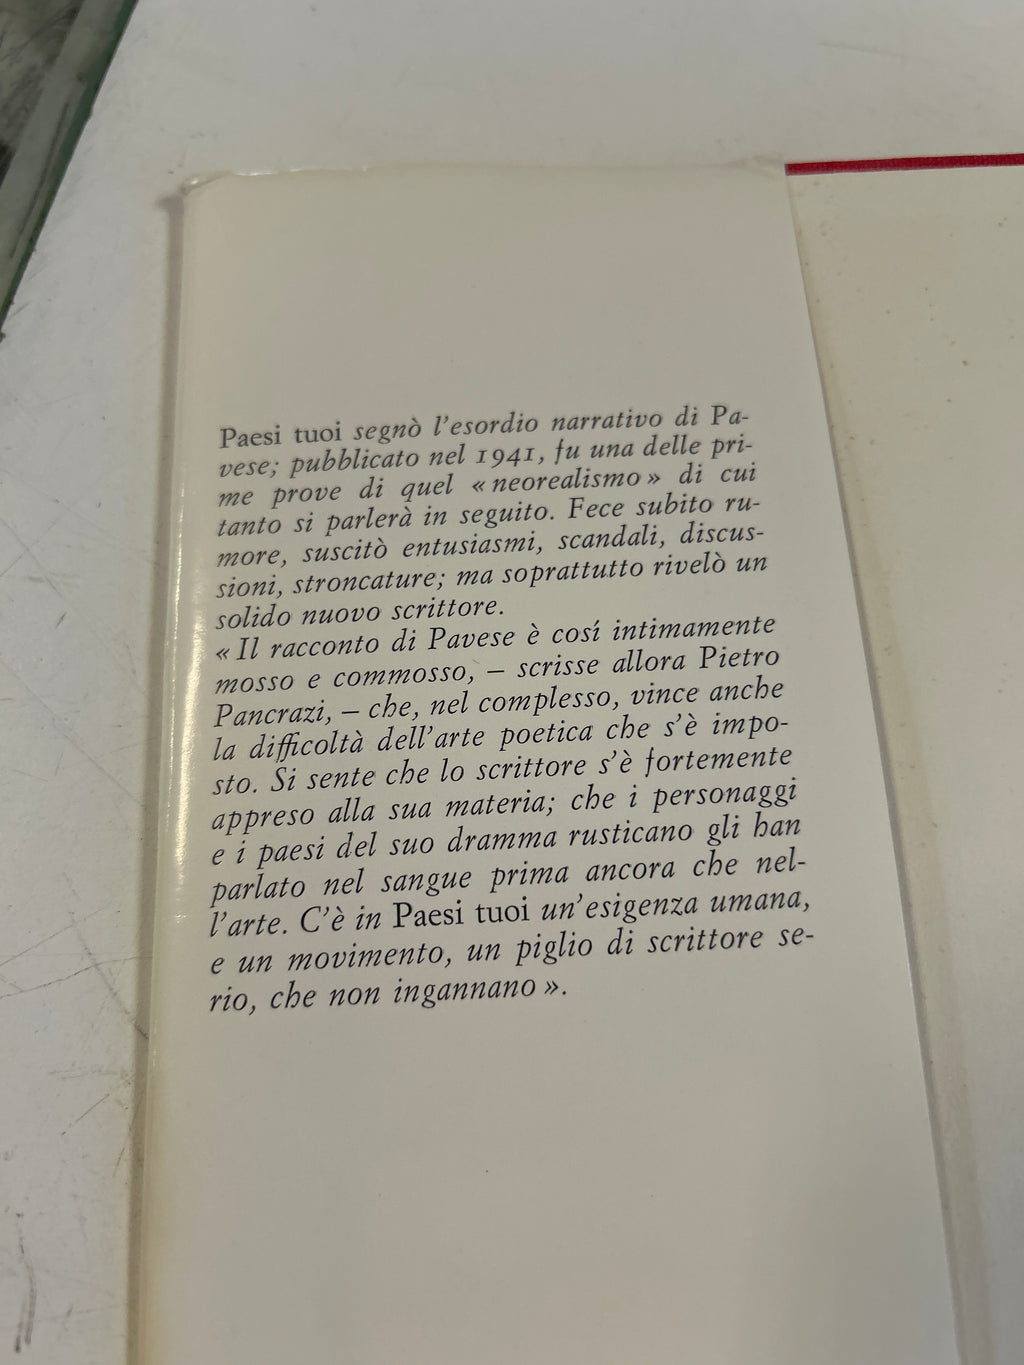 Paesi tuoi segnò l'esordio narrativo di Pa-
vese; pubblicato nel 1941, fu una delle pri-
me prove di quel «neorealismo» di cui
tanto si parlerà in seguito. Fece subito ru-
more, suscitò entusiasmi, scandali, discus-
sioni, stroncature; ma soprattutto rivelò un
solido nuovo scrittore.
«Il racconto di Pavese è cosí intimamente
mosso e commosso, – scrisse allora Pietro
Pancrazi, – che, nel complesso, vince anche
la difficoltà dell'arte poetica che s'è impo-
sto. Si sente che lo scrittore s'è fortemente
appreso alla sua materia; che i personaggi
e i paesi del suo dramma rusticano gli han
parlato nel sangue prima ancora che nel-
l'arte. C'è in Paesi tuoi un'esigenza umana,
e un movimento, un piglio di scrittore se-
rio, che non ingannano».